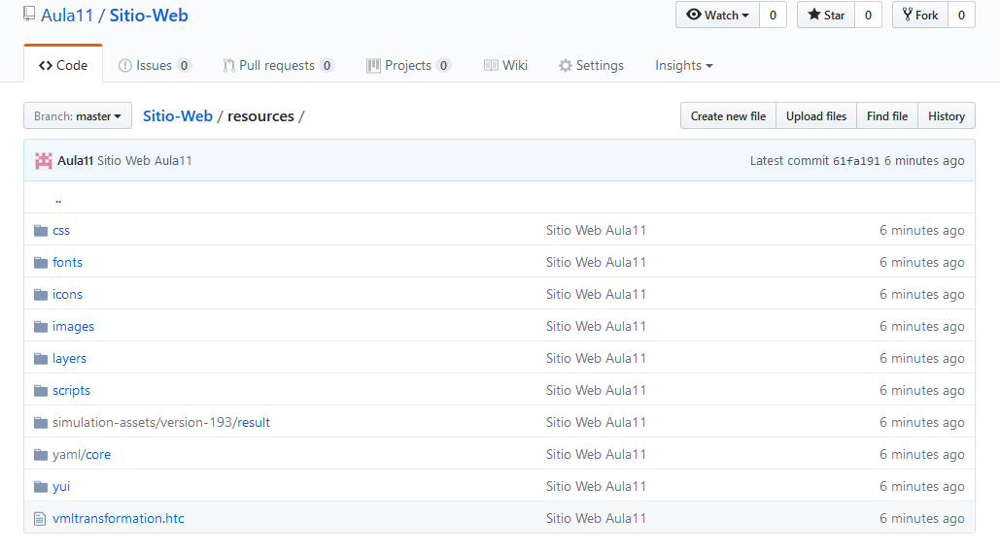 Aula11 / Sitio-Web Watch 0 Star 0 Fork 0
Code Issues 0 Pull requests 0 Projects 0 Wiki Settings Insights
Branch: master Sitio-Web / resources / Create new file Upload files Find file History
Aula11 Sitio Web Aula11 Latest commit 61fa191 6 minutes ago
..
css Sitio Web Aula11 6 minutes ago
fonts Sitio Web Aula11 6 minutes ago
icons Sitio Web Aula11 6 minutes ago
images Sitio Web Aula11 6 minutes ago
layers Sitio Web Aula11 6 minutes ago
scripts Sitio Web Aula11 6 minutes ago
simulation-assets/version-193/result Sitio Web Aula11 6 minutes ago
yaml/core Sitio Web Aula11 6 minutes ago
yui Sitio Web Aula11 6 minutes ago
vmltransformation.htc Sitio Web Aula11 6 minutes ago